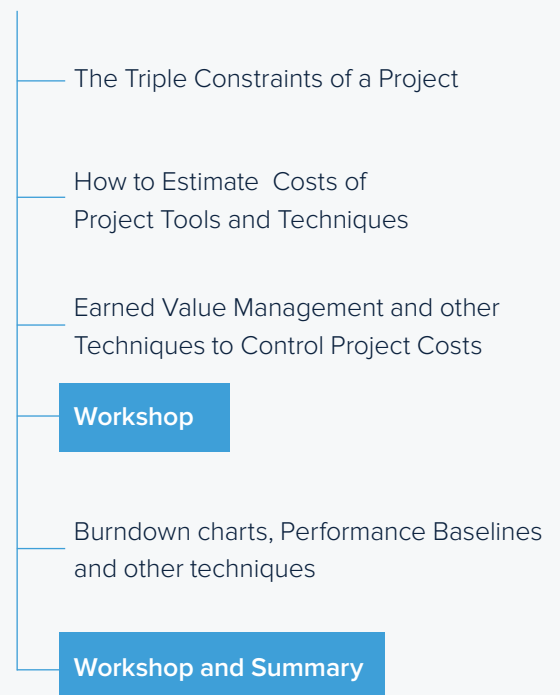 The Triple Constraints of a Project
How to Estimate  Costs of
Project Tools and Techniques
Earned Value Management and other
Techniques to Control Project Costs
Workshop
Burndown charts, Performance Baselines
and other techniques
Workshop and Summary